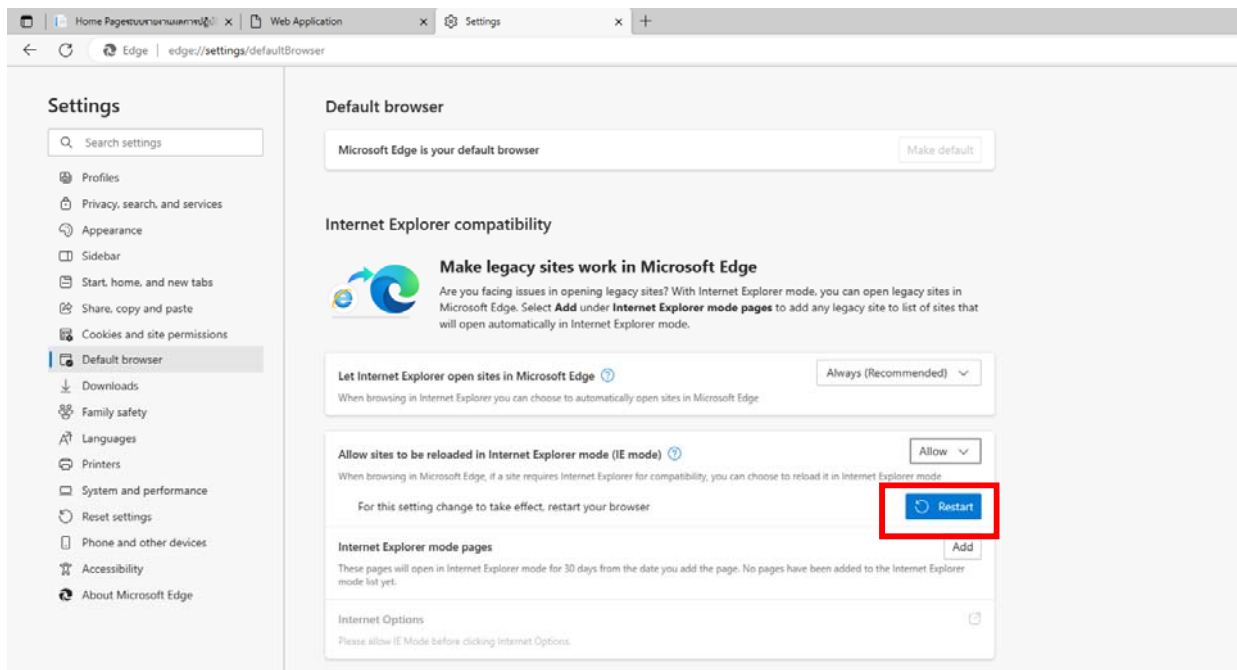 Home Pageระบบรายงานผลการปฏิบั
Web Application
Settings
Edge
edge://settings/defaultBrowser
Settings
Search settings
Profiles
Privacy, search, and services
Appearance
Sidebar
Start, home, and new tabs
Share, copy and paste
Cookies and site permissions
Default browser
Downloads
Family safety
Languages
Printers
System and performance
Reset settings
Phone and other devices
Accessibility
About Microsoft Edge
Default browser
Microsoft Edge is your default browser
Make default
Internet Explorer compatibility
Make legacy sites work in Microsoft Edge
Are you facing issues in opening legacy sites? With Internet Explorer mode, you can open legacy sites in
Microsoft Edge. Select Add under Internet Explorer mode pages to add any legacy site to list of sites that
will open automatically in Internet Explorer mode.
Let Internet Explorer open sites in Microsoft Edge
Always (Recommended)
When browsing in Internet Explorer you can choose to automatically open sites in Microsoft Edge
Allow sites to be reloaded in Internet Explorer mode (IE mode)
Allow
When browsing in Microsoft Edge, if a site requires Internet Explorer for compatibility, you can choose to reload it in Internet Explorer mode
For this setting change to take effect, restart your browser
Restart
Internet Explorer mode pages
Add
These pages will open in Internet Explorer mode for 30 days from the date you add the page. No pages have been added to the Internet Explorer
mode list yet.
Internet Options
Please allow IE Mode before clicking Internet Options.